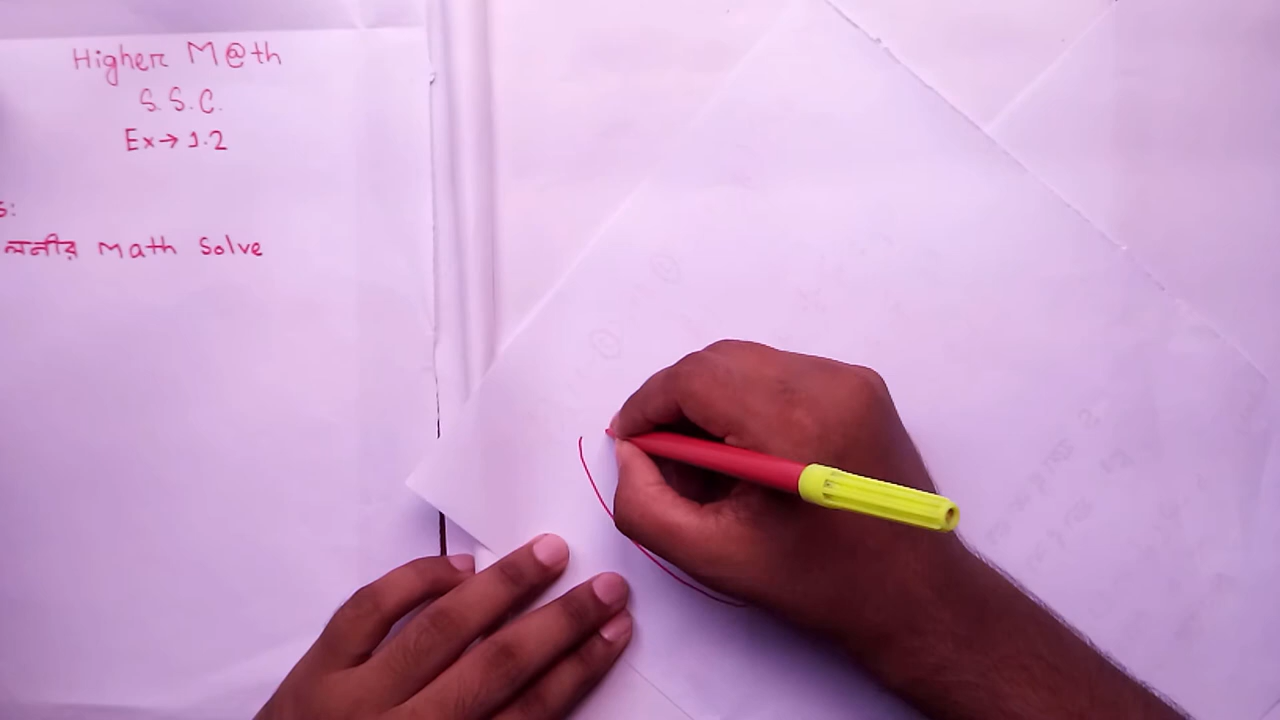 Higher M@th
S.S.C.
Ex→ 1.2
s:
Math Solve